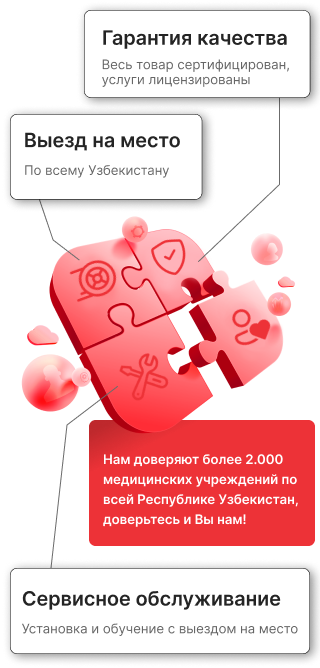 Гарантия качества
Весь товар сертифицирован,
услуги лицензированы
Выезд на место
По всему Узбекистану
Нам доверяют более 2.000
медицинских учреждений по
всей Республике Узбекистан,
доверьтесь и Вы нам!
Сервисное обслуживание
Установка и обучение с выездом на место